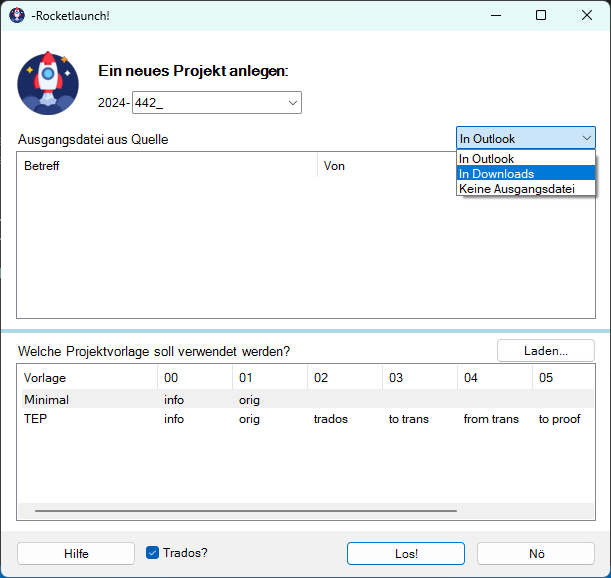 -Rocketlaunch!
Ein neues Projekt anlegen:
2024- 442_
Ausgangsdatei aus Quelle
In Outlook
In Outlook
In Downloads
Keine Ausgangsdatei
Betreff Von
Welche Projektvorlage soll verwendet werden?
Laden...
Vorlage 00 01 02 03 04 05
Minimal info orig
TEP info orig trados to trans from trans to proof
Hilfe Trados? Los! Nö